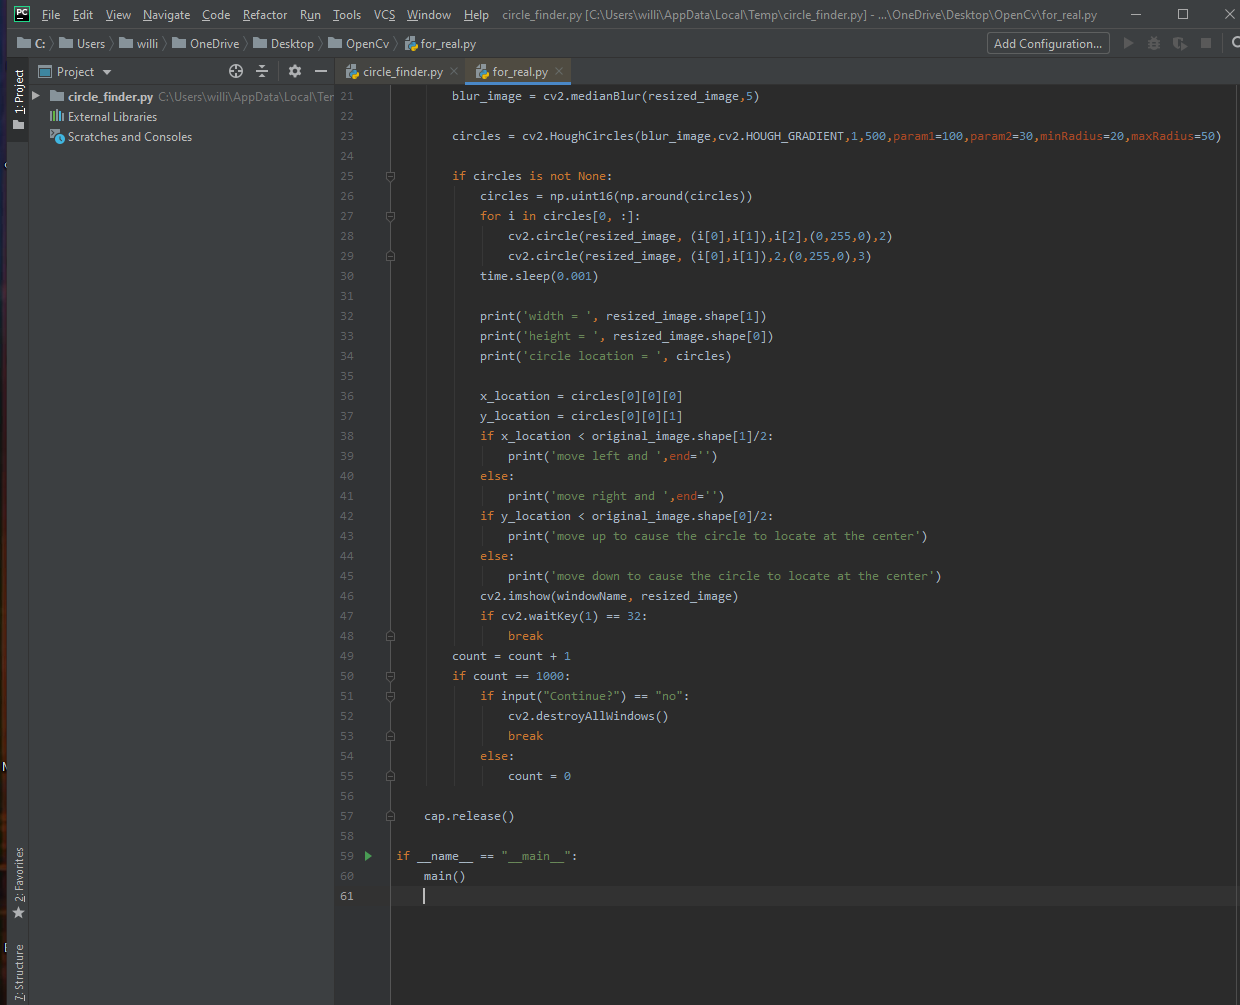 PC File Edit View Navigate Code Refactor Run Tools VCS Window Help circle_finder.py [C:\Users\willi\AppData\Local\Temp\circle_finder.py] - ...\OneDrive\Desktop\OpenCv\for_real.py
C: Users willi OneDrive Desktop OpenCv for_real.py Add Configuration...
Project circle_finder.py for_real.py
1: Project
circle_finder.py C:\Users\willi\AppData\Local\Ter
External Libraries
Scratches and Consoles
21 blur_image = cv2.medianBlur(resized_image,5)
22
23 circles = cv2.HoughCircles(blur_image,cv2.HOUGH_GRADIENT,1,500,param1=100,param2=30,minRadius=20,maxRadius=50)
24
25 if circles is not None:
26 circles = np.uint16(np.around(circles))
27 for i in circles[0, :]:
28 cv2.circle(resized_image, (i[0],i[1]),i[2],(0,255,0),2)
29 cv2.circle(resized_image, (i[0],i[1]),2,(0,255,0),3)
30 time.sleep(0.001)
31
32 print('width = ', resized_image.shape[1])
33 print('height = ', resized_image.shape[0])
34 print('circle location = ', circles)
35
36 x_location = circles[0][0][0]
37 y_location = circles[0][0][1]
38 if x_location < original_image.shape[1]/2:
39 print('move left and ',end='')
40 else:
41 print('move right and ',end='')
42 if y_location < original_image.shape[0]/2:
43 print('move up to cause the circle to locate at the center')
44 else:
45 print('move down to cause the circle to locate at the center')
46 cv2.imshow(windowName, resized_image)
47 if cv2.waitKey(1) == 32:
48 break
49 count = count + 1
50 if count == 1000:
51 if input("Continue?") == "no":
52 cv2.destroyAllWindows()
53 break
54 else:
55 count = 0
56
57 cap.release()
58
59 if __name__ == "__main__":
60 main()
61
2: Favorites
7: Structure